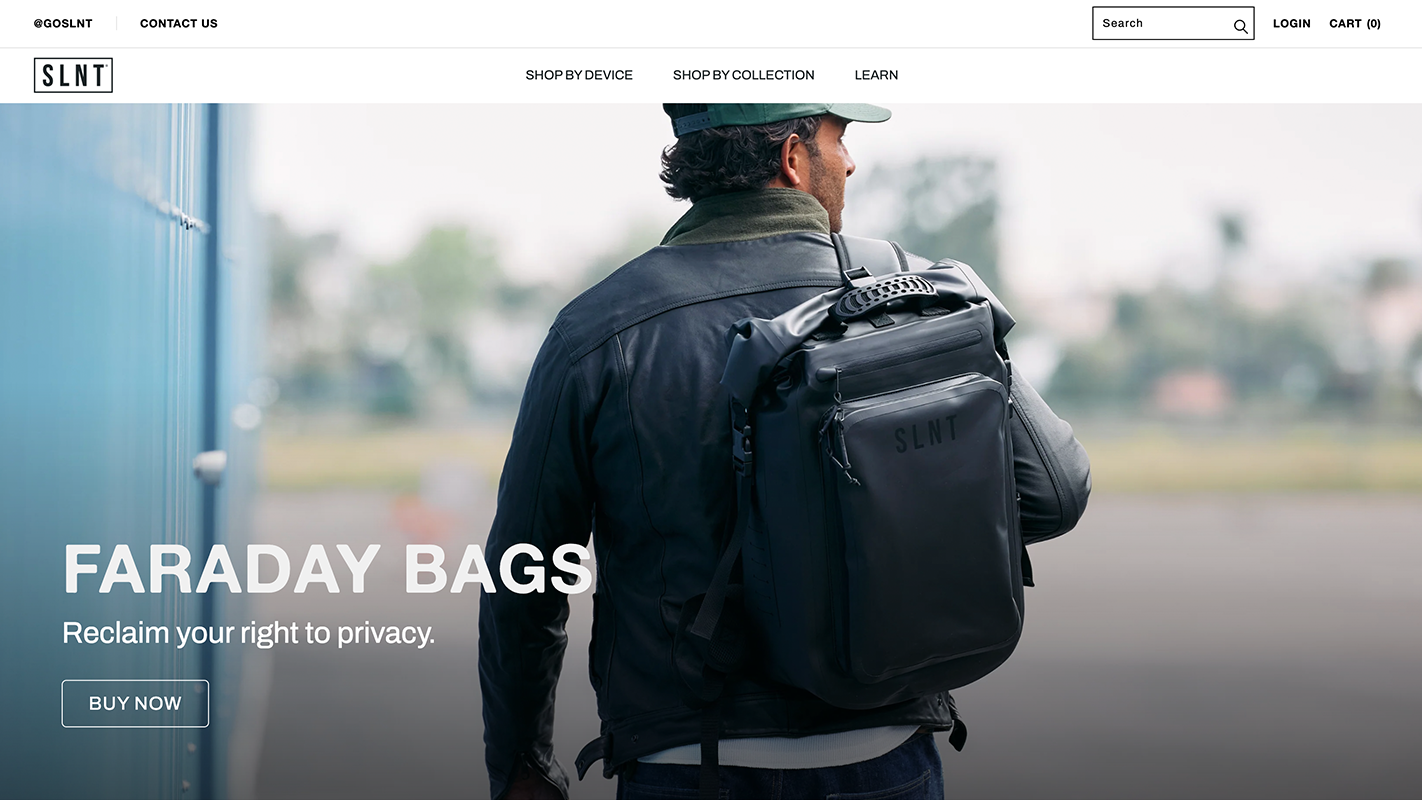 @GOSLNT
CONTACT US
Search
LOGIN
CART (0)
SLNT
SHOP BY DEVICE
SHOP BY COLLECTION
LEARN
SLNT
FARADAY BAGS
Reclaim your right to privacy.
BUY NOW